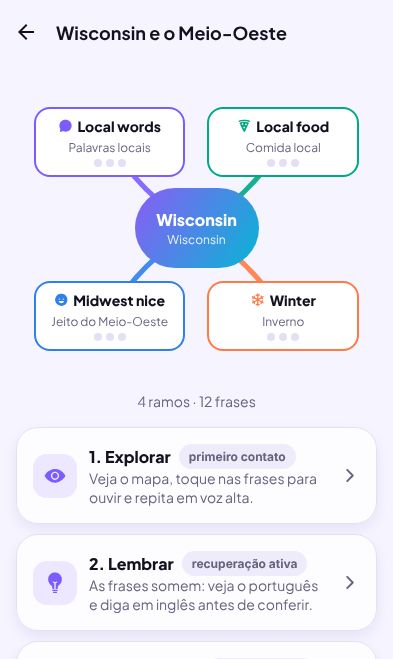 Wisconsin e o Meio-Oeste
Local words
Palavras locais
Local food
Comida local
Wisconsin
Wisconsin
Midwest nice
Jeito do Meio-Oeste
Winter
Inverno
4 ramos · 12 frases
1. Explorar primeiro contato
Veja o mapa, toque nas frases para
ouvir e repita em voz alta.
2. Lembrar recuperação ativa
As frases somem: veja o português
e diga em inglês antes de conferir.